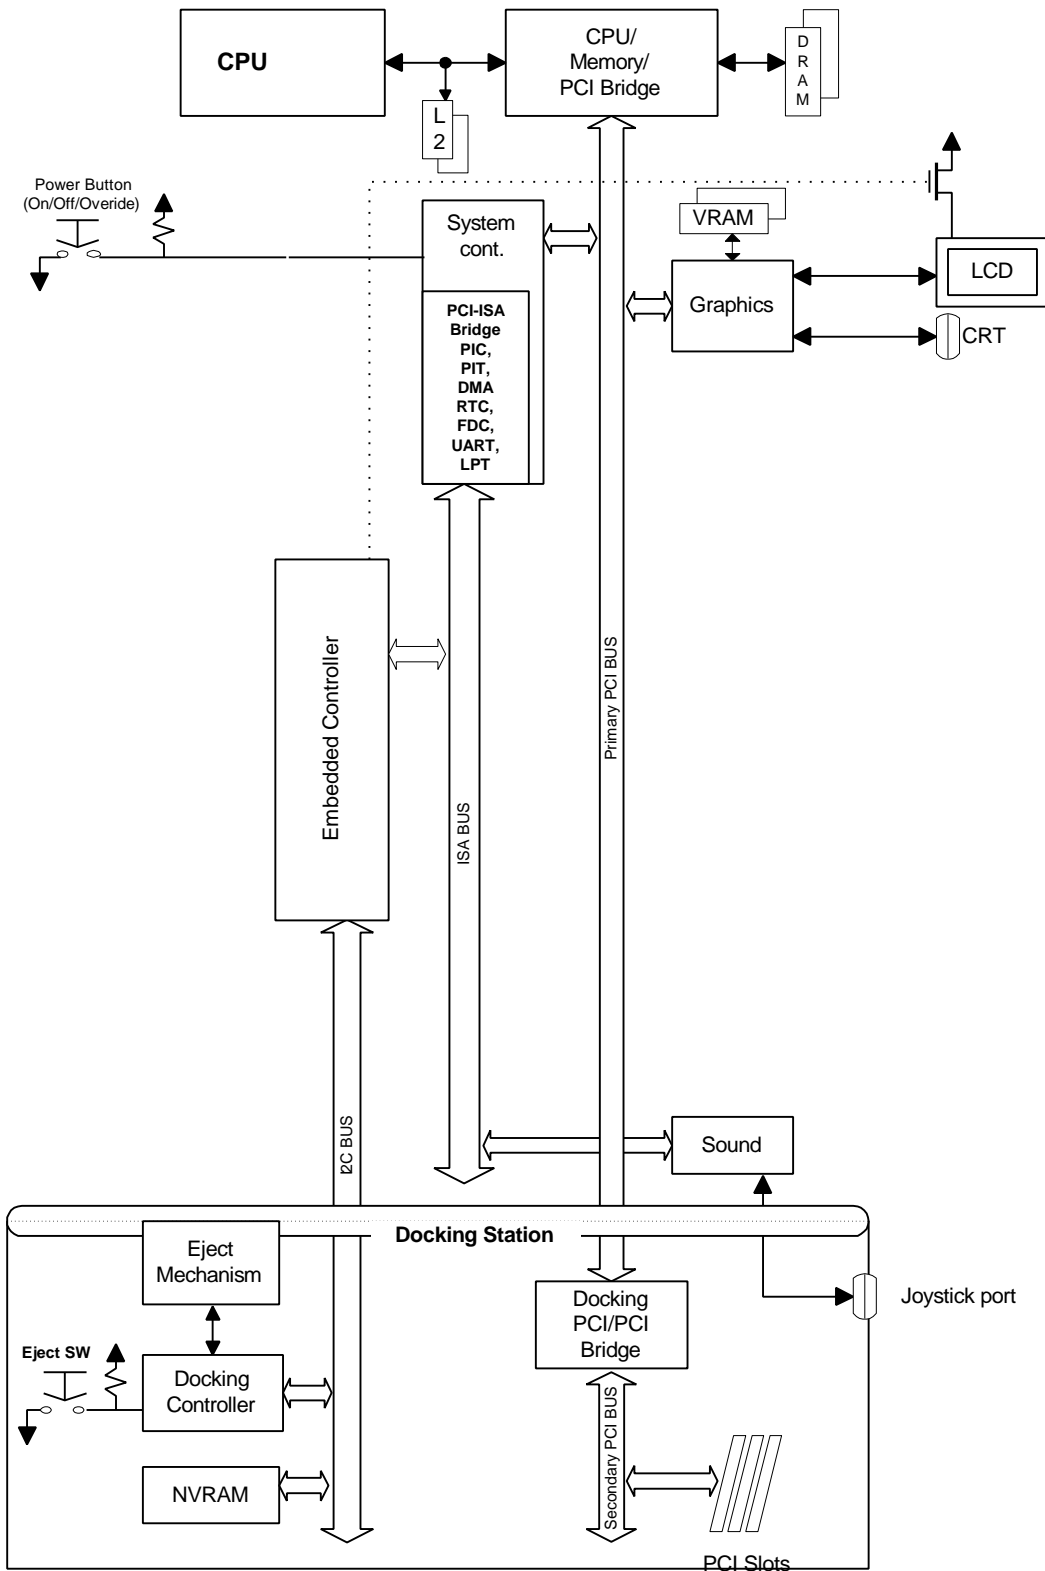 CPU
CPU/
Memory/
PCI Bridge
D
R
A
M
L
2
Power Button
(On/Off/Overide)
System
cont.
VRAM
LCD
Graphics
CRT
PCI-ISA
Bridge
PIC,
PIT,
DMA
RTC,
FDC,
UART,
LPT
Embedded Controller
ISA BUS
Primary PCI BUS
I2C BUS
Sound
Docking Station
Eject
Mechanism
Docking
PCI/PCI
Bridge
Joystick port
Eject SW
Docking
Controller
Secondary PCI BUS
NVRAM
PCI Slots